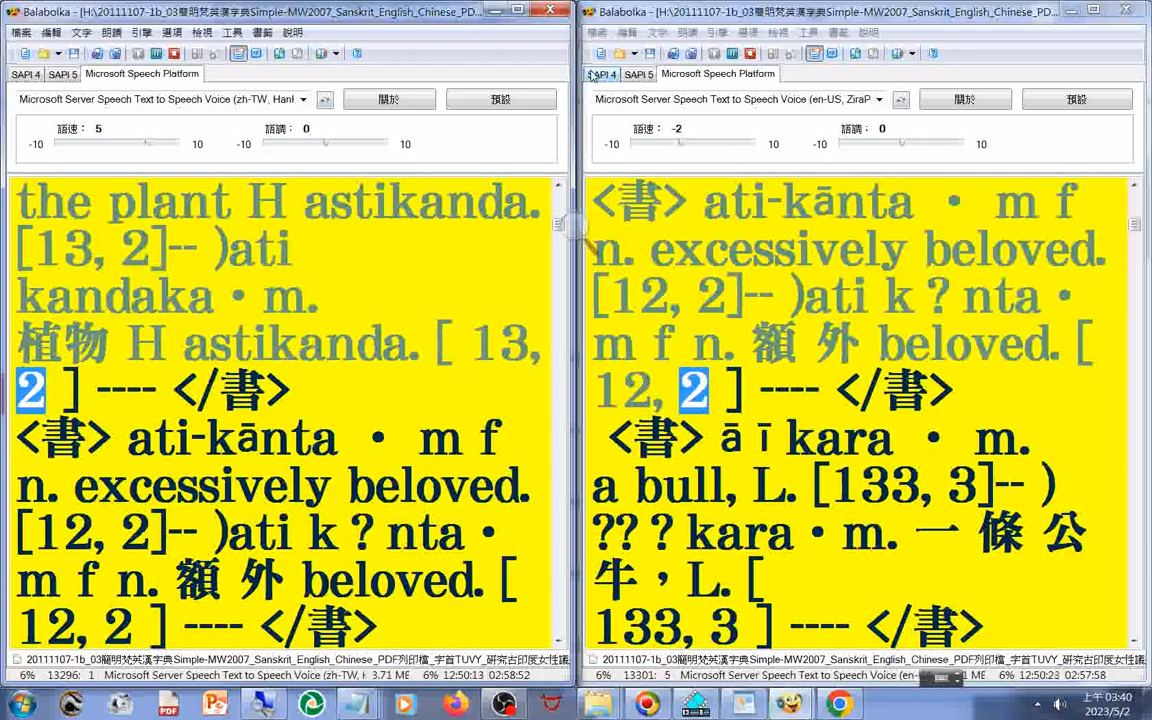 Balabolka - [H:\20111107-1b_03簡明梵英漢字典Simple-MW2007_Sanskrit_English_Chinese_PD...
檔案 編輯 文字 朗讀 引擎 選項 檢視 工具 書籤 說明
SAPI 4 SAPI 5 Microsoft Speech Platform
Microsoft Server Speech Text to Speech Voice (zh-TW, Hanl
關於 預設
語速： 5 語調： 0
-10 10 -10 10
the plant H astikanda.
[13, 2]-- )ati
kandaka • m.
植物 H astikanda. [ 13,
2 ] ---- </書>
<書> ati-kānta • m f
n. excessively beloved.
[12, 2]-- )ati k ? nta •
m f n. 額 外 beloved. [
12, 2 ] ---- </書>
20111107-1b_03簡明梵英漢字典Simple-MW2007_Sanskrit_English_Chinese_PDF列印檔_字首TUVY_研究古印度女性議
6% 13296: 1 Microsoft Server Speech Text to Speech Voice (zh-TW, H 3.71 ME 6% 12:50:13 02:58:52
Balabolka - [H:\20111107-1b_03簡明梵英漢字典Simple-MW2007_Sanskrit_English_Chinese_PD...
檔案 編輯 文字 朗讀 引擎 選項 檢視 工具 書籤 說明
SAPI 4 SAPI 5 Microsoft Speech Platform
Microsoft Server Speech Text to Speech Voice (en-US, ZiraP
關於 預設
語速： -2 語調： 0
-10 10 -10 10
<書> ati-kānta • m f
n. excessively beloved.
[12, 2]-- )ati k ? nta •
m f n. 額 外 beloved. [
12, 2 ] ---- </書>
<書> ā ī kara • m.
a bull, L. [133, 3]-- )
?? ? kara • m. 一 條 公
牛，L. [
133, 3 ] ---- </書>
20111107-1b_03簡明梵英漢字典Simple-MW2007_Sanskrit_English_Chinese_PDF列印檔_字首TUVY_研究古印度女性議
6% 13301: 5 Microsoft Server Speech Text to Speech Voice (en- 3.71 ME 6% 12:50:23 02:57:58
上午 03:40
2023/5/2